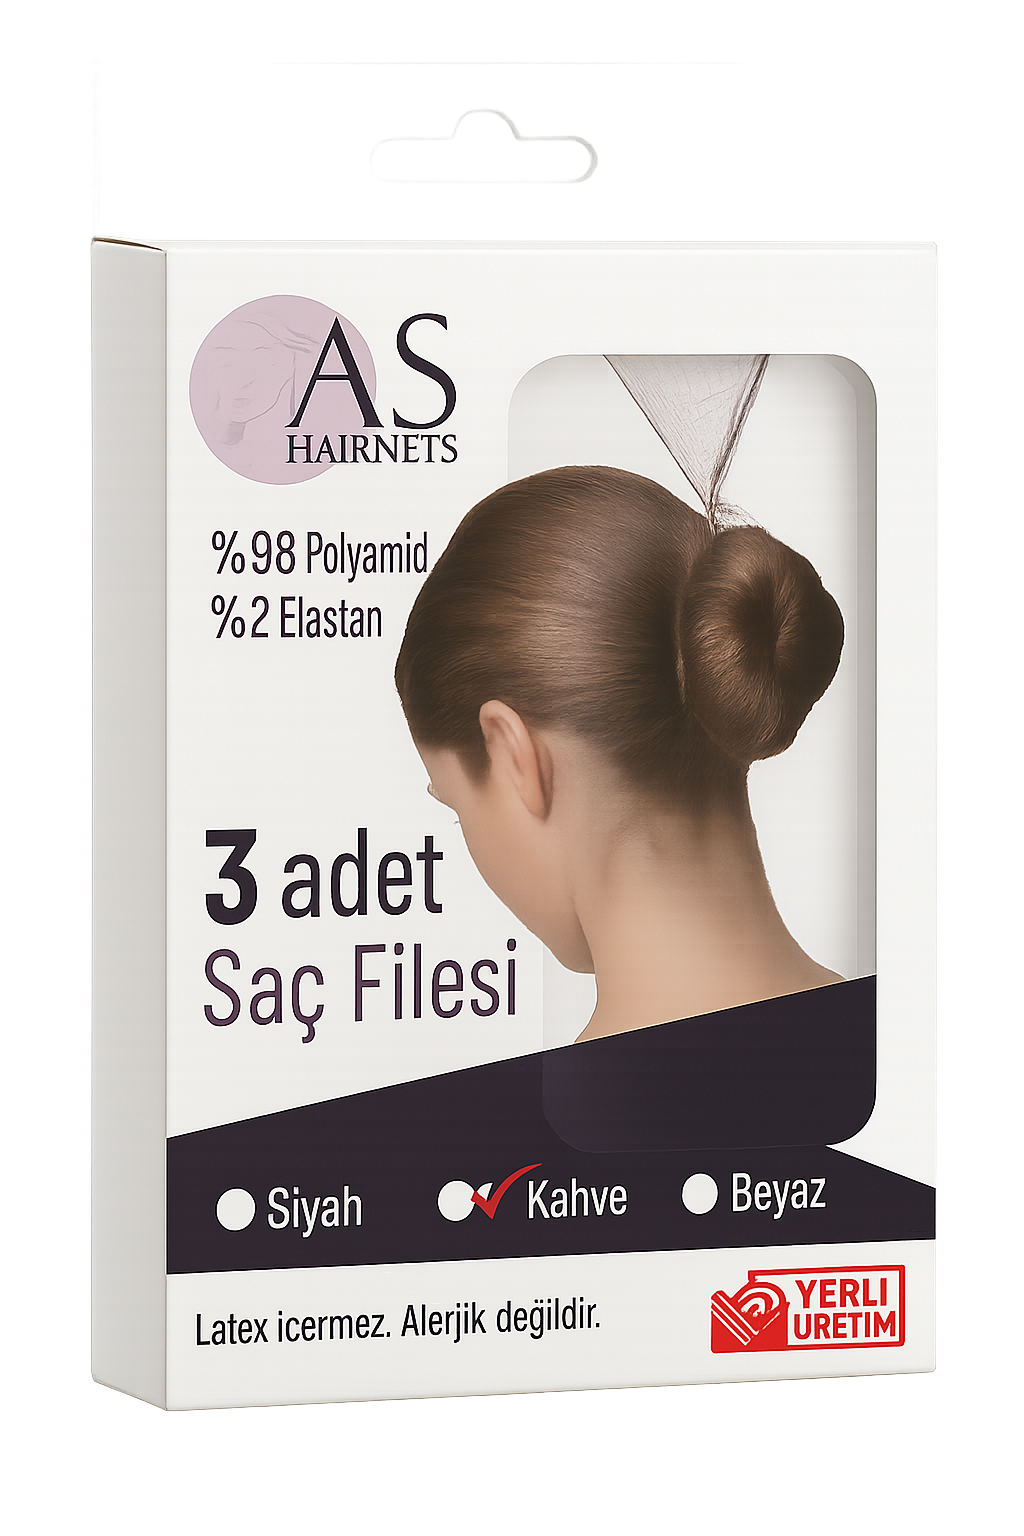 AS
HAIRNETS
%98 Polyamid
%2 Elastan
3 adet
Saç Filesi
Siyah
Kahve
Beyaz
Latex icermez. Alerjik değildir.
YERLI
URETIM